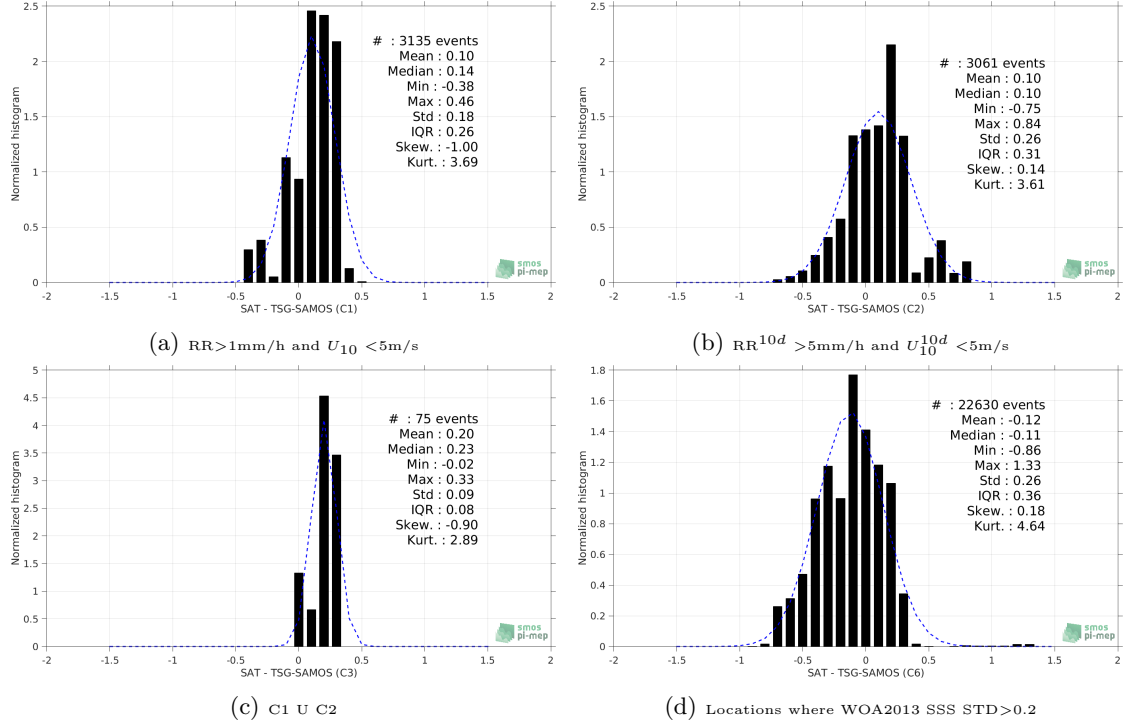 2.5
2
1.5
1
0.5
0
Normalized histogram
# : 3135 events
Mean : 0.10
Median : 0.14
Min : -0.38
Max : 0.46
Std : 0.18
IQR : 0.26
Skew. : -1.00
Kurt. : 3.69
smos
pi-mep
-2 -1.5 -1 -0.5 0 0.5 1 1.5 2
SAT - TSG-SAMOS (C1)
(a) RR>1mm/h and U10 <5m/s
2.5
2
1.5
1
0.5
0
Normalized histogram
# : 3061 events
Mean : 0.10
Median : 0.10
Min : -0.75
Max : 0.84
Std : 0.26
IQR : 0.31
Skew. : 0.14
Kurt. : 3.61
smos
pi-mep
-2 -1.5 -1 -0.5 0 0.5 1 1.5 2
SAT - TSG-SAMOS (C2)
(b) RR10d >5mm/h and U10 10d <5m/s
5
4.5
4
3.5
3
2.5
2
1.5
1
0.5
0
Normalized histogram
# : 75 events
Mean : 0.20
Median : 0.23
Min : -0.02
Max : 0.33
Std : 0.09
IQR : 0.08
Skew. : -0.90
Kurt. : 2.89
smos
pi-mep
-2 -1.5 -1 -0.5 0 0.5 1 1.5 2
SAT - TSG-SAMOS (C3)
(c) C1 U C2
1.8
1.6
1.4
1.2
1
0.8
0.6
0.4
0.2
0
Normalized histogram
# : 22630 events
Mean : -0.12
Median : -0.11
Min : -0.86
Max : 1.33
Std : 0.26
IQR : 0.36
Skew. : 0.18
Kurt. : 4.64
smos
pi-mep
-2 -1.5 -1 -0.5 0 0.5 1 1.5 2
SAT - TSG-SAMOS (C6)
(d) Locations where WOA2013 SSS STD>0.2